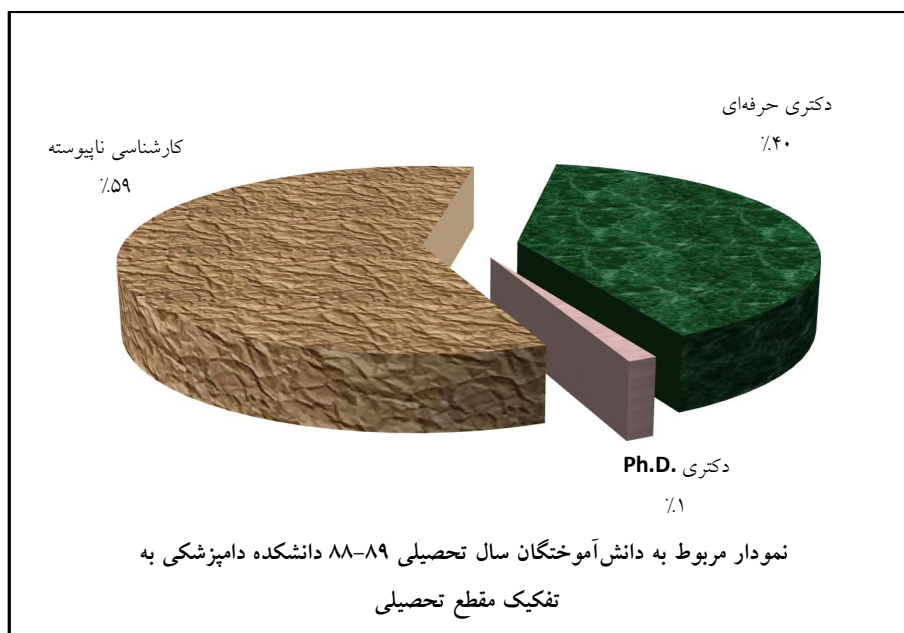 دکتری حرفه‌ای
٪۴۰
کارشناسی ناپیوسته
٪۵۹
دکتری Ph.D.
٪۱
نمودار مربوط به دانش‌آموختگان سال تحصیلی ۸۹-۸۸ دانشکده دامپزشکی به
تفکیک مقطع تحصیلی